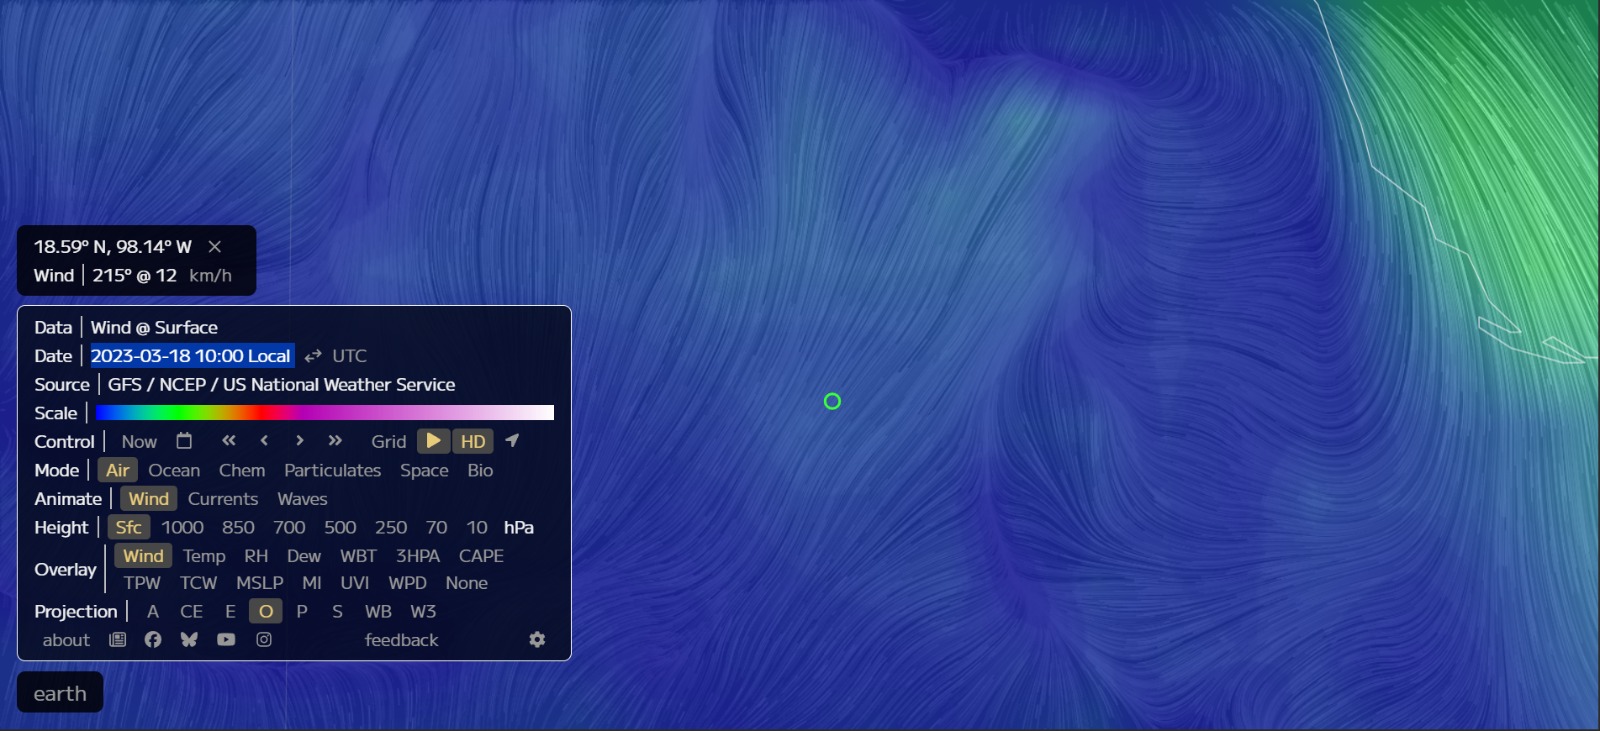 18.59° N, 98.14° W ×
Wind | 215° @ 12 km/h
Data | Wind @ Surface
Date | 2023-03-18 10:00 Local ⇄ UTC
Source | GFS / NCEP / US National Weather Service
Scale |
Control | Now « ‹ › » Grid HD
Mode | Air Ocean Chem Particulates Space Bio
Animate | Wind Currents Waves
Height | Sfc 1000 850 700 500 250 70 10 hPa
Overlay | Wind Temp RH Dew WBT 3HPA CAPE
TPW TCW MSLP MI UVI WPD None
Projection | A CE E O P S WB W3
about feedback
earth